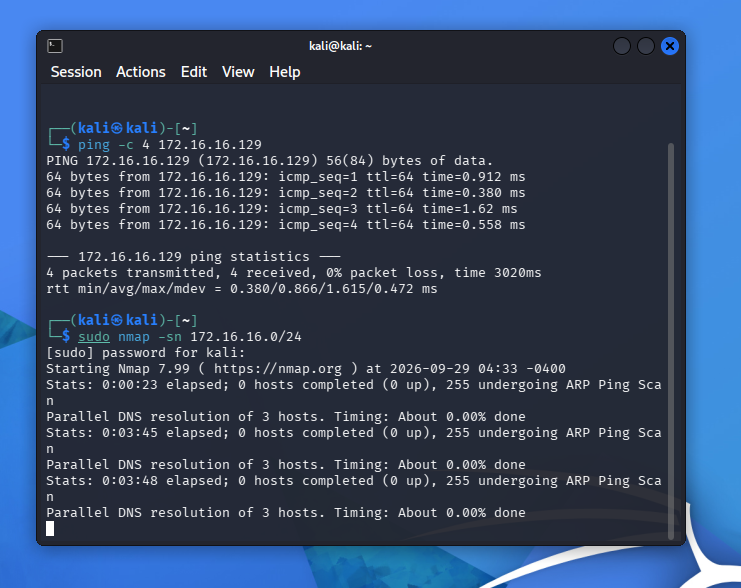 kali@kali: ~
Session Actions Edit View Help
┌──(kali㉿kali)-[~]
└─$ ping -c 4 172.16.16.129
PING 172.16.16.129 (172.16.16.129) 56(84) bytes of data.
64 bytes from 172.16.16.129: icmp_seq=1 ttl=64 time=0.912 ms
64 bytes from 172.16.16.129: icmp_seq=2 ttl=64 time=0.380 ms
64 bytes from 172.16.16.129: icmp_seq=3 ttl=64 time=1.62 ms
64 bytes from 172.16.16.129: icmp_seq=4 ttl=64 time=0.558 ms
--- 172.16.16.129 ping statistics ---
4 packets transmitted, 4 received, 0% packet loss, time 3020ms
rtt min/avg/max/mdev = 0.380/0.866/1.615/0.472 ms
┌──(kali㉿kali)-[~]
└─$ sudo nmap -sn 172.16.16.0/24
[sudo] password for kali:
Starting Nmap 7.99 ( https://nmap.org ) at 2026-09-29 04:33 -0400
Stats: 0:00:23 elapsed; 0 hosts completed (0 up), 255 undergoing ARP Ping Sca
n
Parallel DNS resolution of 3 hosts. Timing: About 0.00% done
Stats: 0:03:45 elapsed; 0 hosts completed (0 up), 255 undergoing ARP Ping Sca
n
Parallel DNS resolution of 3 hosts. Timing: About 0.00% done
Stats: 0:03:48 elapsed; 0 hosts completed (0 up), 255 undergoing ARP Ping Sca
n
Parallel DNS resolution of 3 hosts. Timing: About 0.00% done